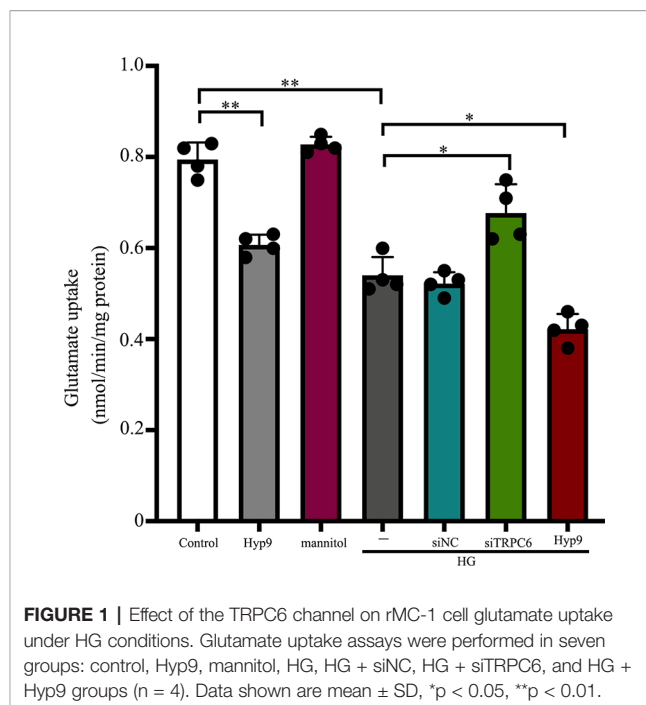 1.0
**
**
*
*
0.8
0.6
0.4
0.2
0
Glutamate uptake
(nmol/min/mg protein)
Control Hyp9 mannitol — siNC siTRPC6 Hyp9
HG
FIGURE 1 | Effect of the TRPC6 channel on rMC-1 cell glutamate uptake
under HG conditions. Glutamate uptake assays were performed in seven
groups: control, Hyp9, mannitol, HG, HG + siNC, HG + siTRPC6, and HG +
Hyp9 groups (n = 4). Data shown are mean ± SD, *p < 0.05, **p < 0.01.